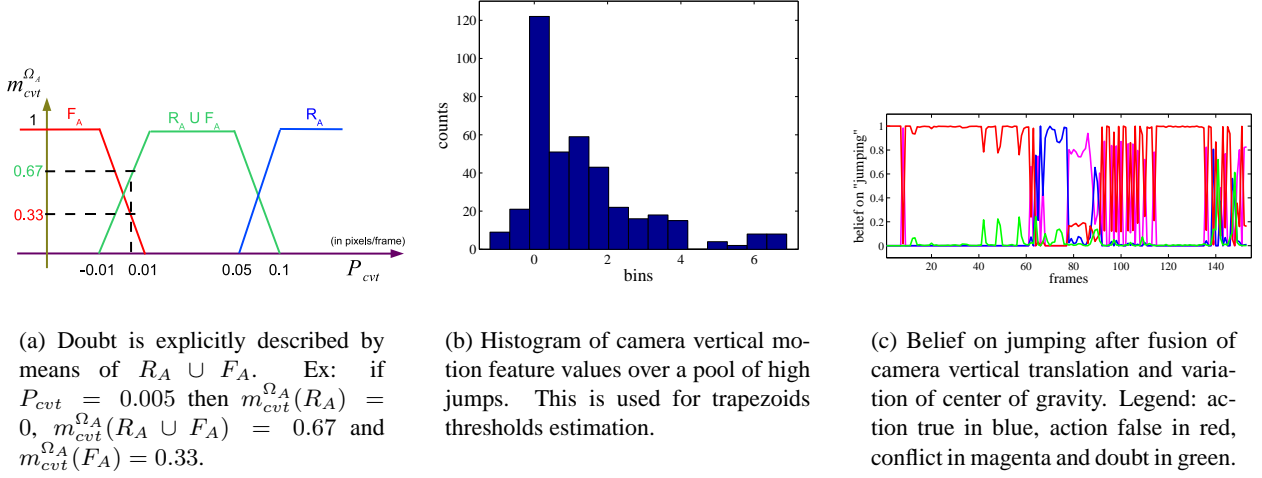 m_{cvt}^{Ω_A}
F_A
R_A U F_A
R_A
1
0.67
0.33
(in pixels/frame)
-0.01 0.01 0.05 0.1 P_{cvt}
120
100
80
60
40
20
0
counts
0 2 4 6
bins
1
0.8
0.6
0.4
0.2
0
belief on "jumping"
20 40 60 80 100 120 140
frames
(a) Doubt is explicitly described by
means of R_A ∪ F_A. Ex: if
P_{cvt} = 0.005 then m_{cvt}^{Ω_A}(R_A) =
0, m_{cvt}^{Ω_A}(R_A ∪ F_A) = 0.67 and
m_{cvt}^{Ω_A}(F_A) = 0.33.
(b) Histogram of camera vertical mo-
tion feature values over a pool of high
jumps. This is used for trapezoids
thresholds estimation.
(c) Belief on jumping after fusion of
camera vertical translation and varia-
tion of center of gravity. Legend: ac-
tion true in blue, action false in red,
conflict in magenta and doubt in green.